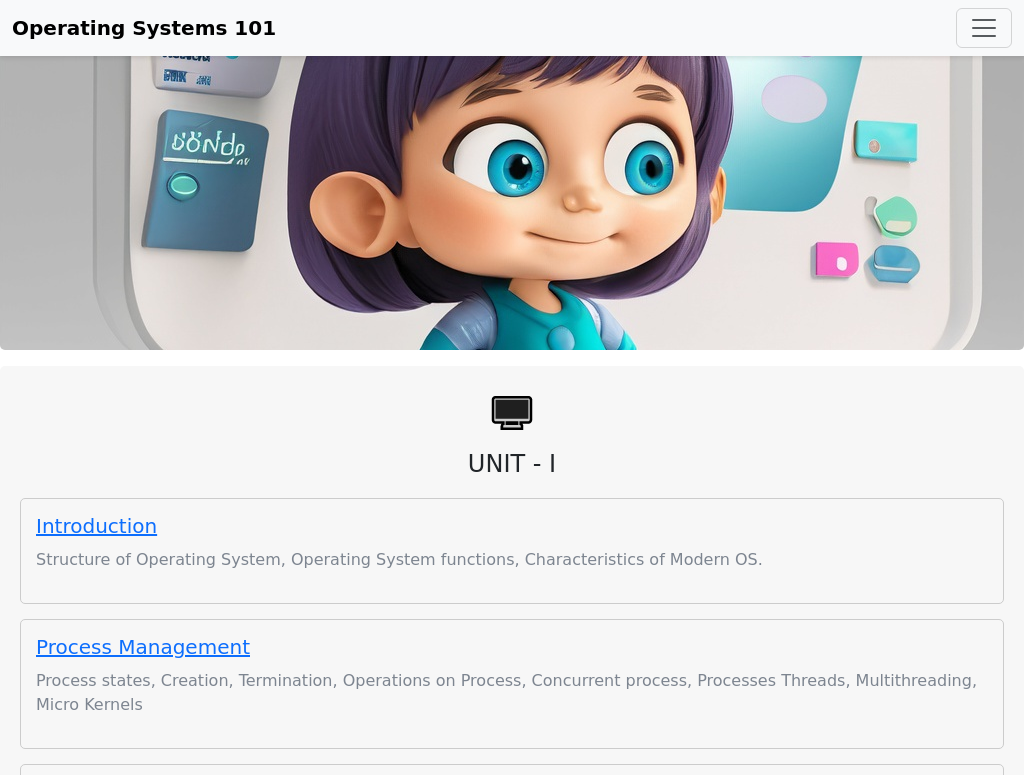 Operating Systems 101
UNIT - I
Introduction
Structure of Operating System, Operating System functions, Characteristics of Modern OS.
Process Management
Process states, Creation, Termination, Operations on Process, Concurrent process, Processes Threads, Multithreading,
Micro Kernels